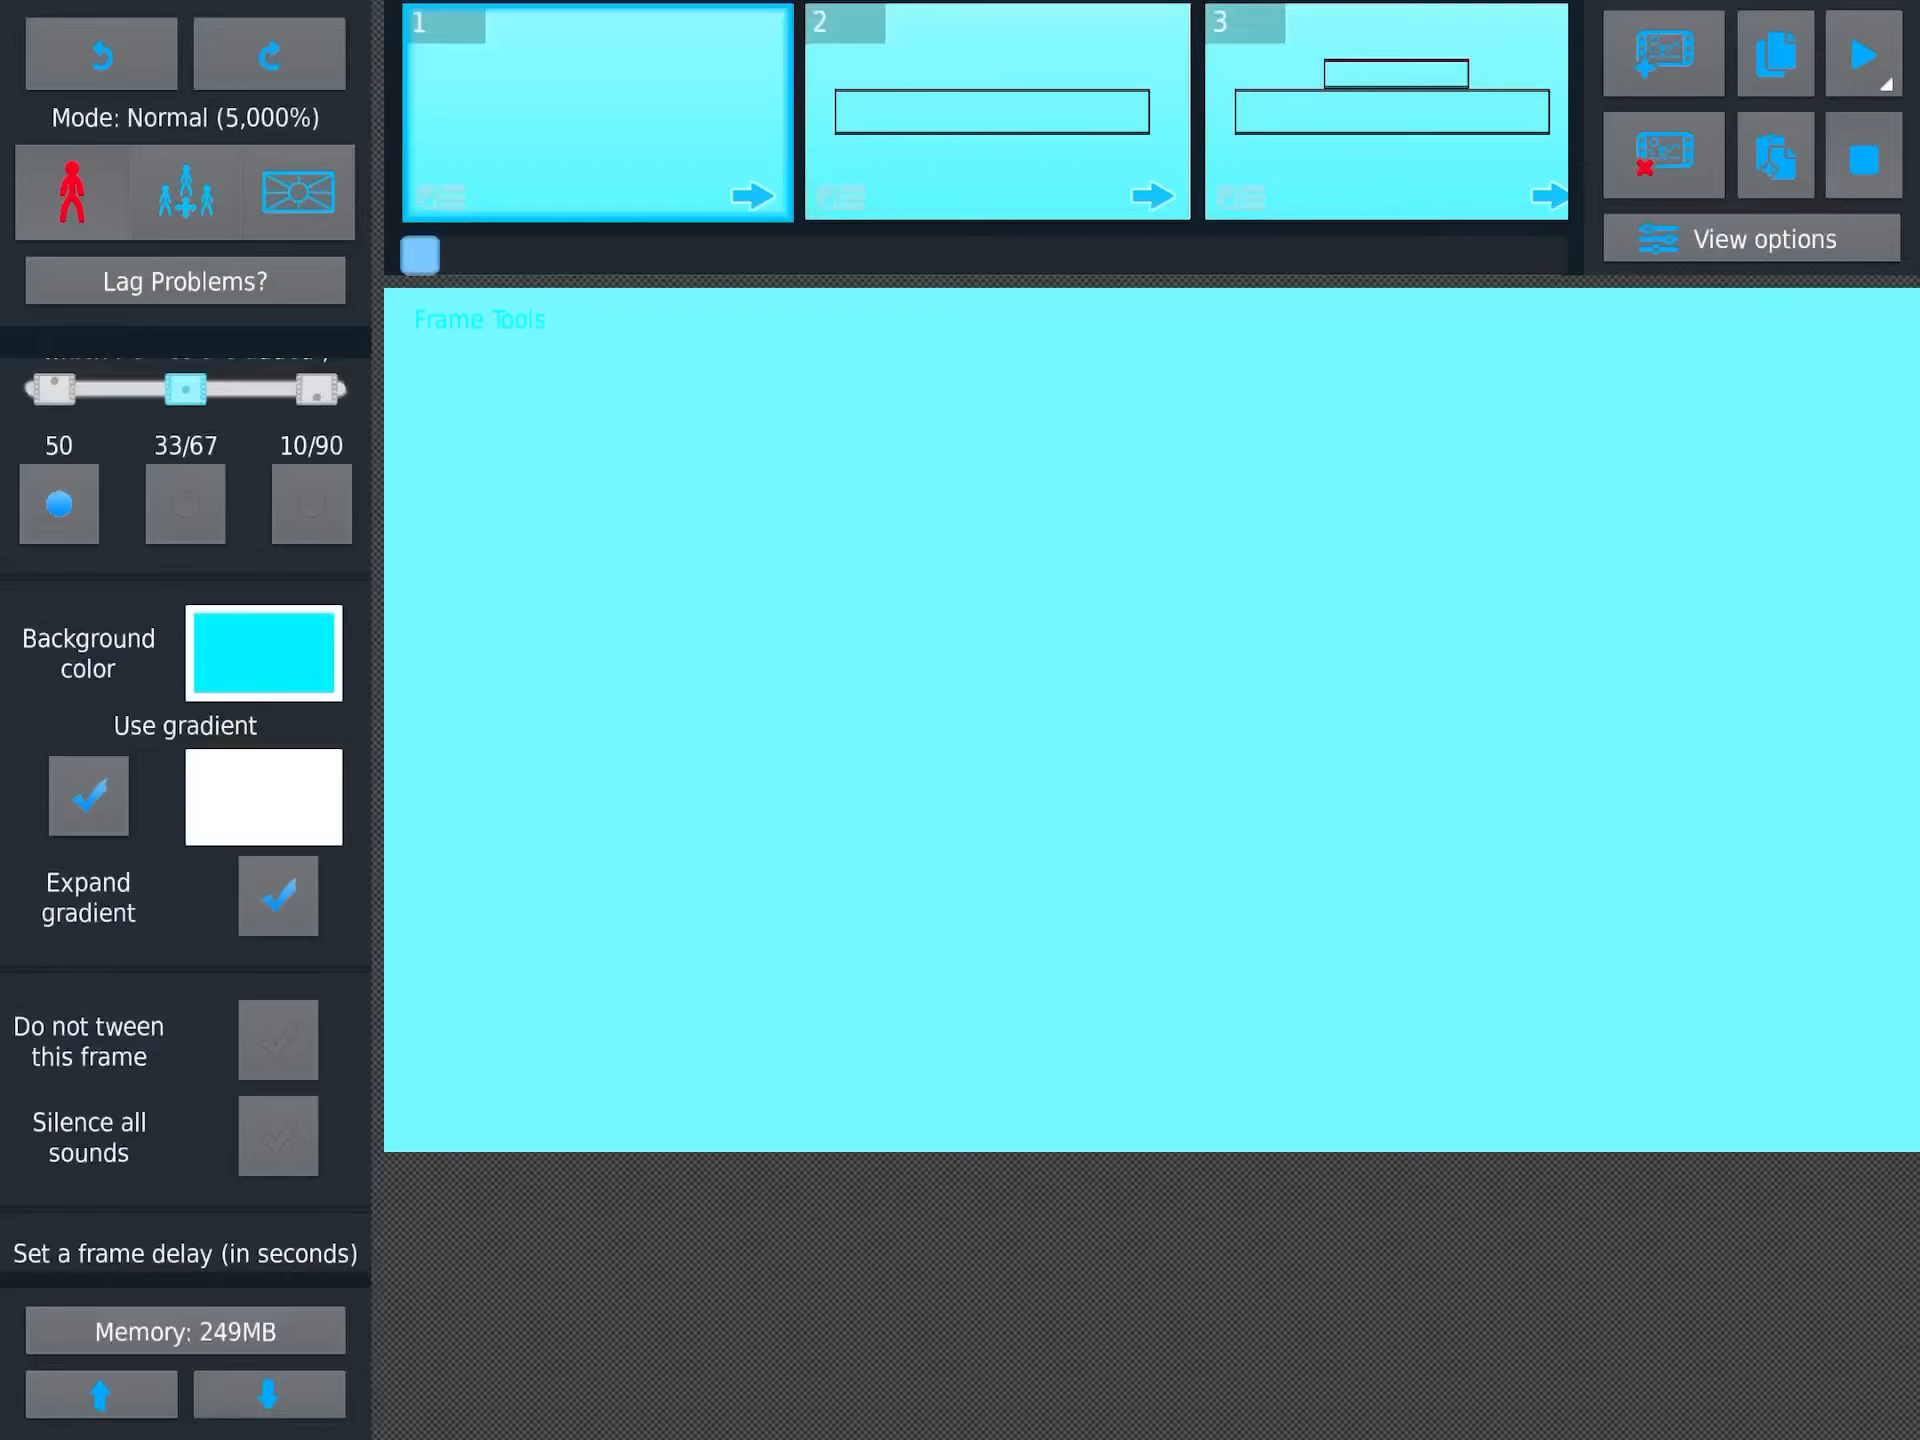 1
2
3
Mode: Normal (5,000%)
View options
Lag Problems?
Frame Tools
50
33/67
10/90
Background
color
Use gradient
Expand
gradient
Do not tween
this frame
Silence all
sounds
Set a frame delay (in seconds)
Memory: 249MB